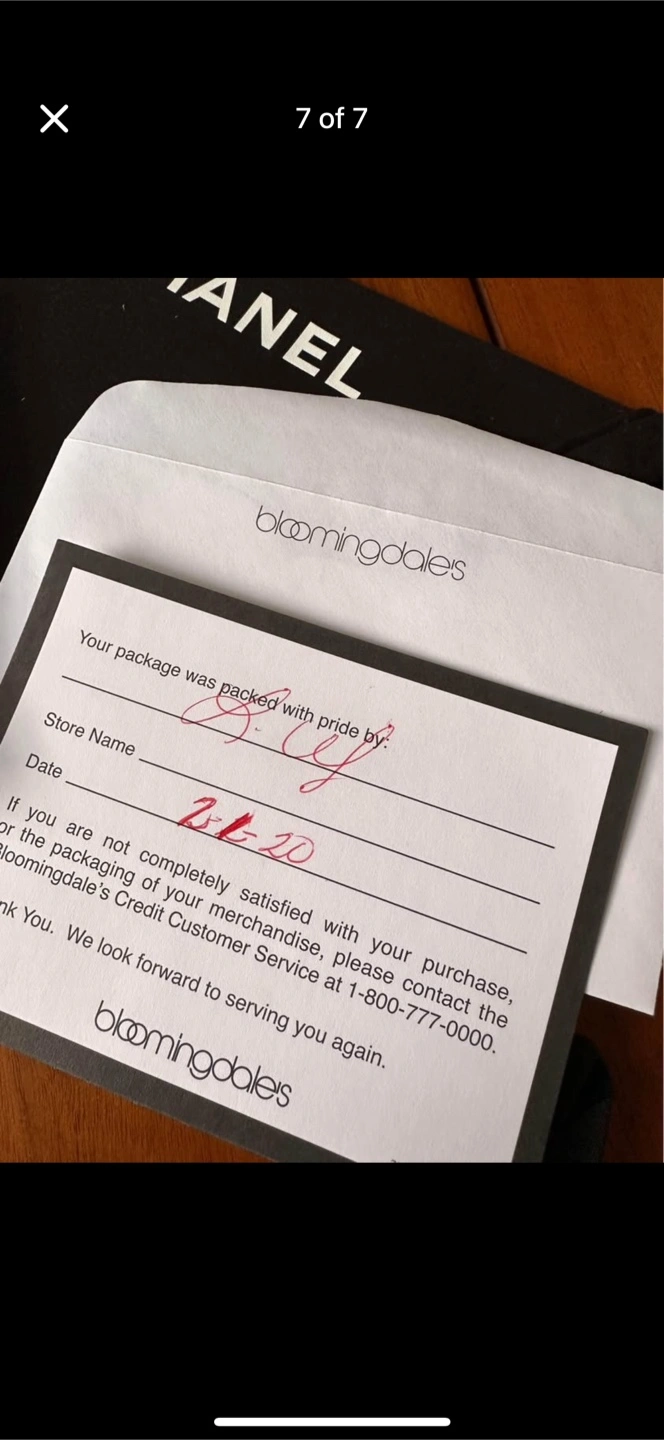 7 of 7
HANEL
bloomingdale's
Your package was packed with pride by:
Store Name
Date
If you are not completely satisfied with your purchase,
or the packaging of your merchandise, please contact the
Bloomingdale's Credit Customer Service at 1-800-777-0000.
nk You. We look forward to serving you again.
bloomingdale's